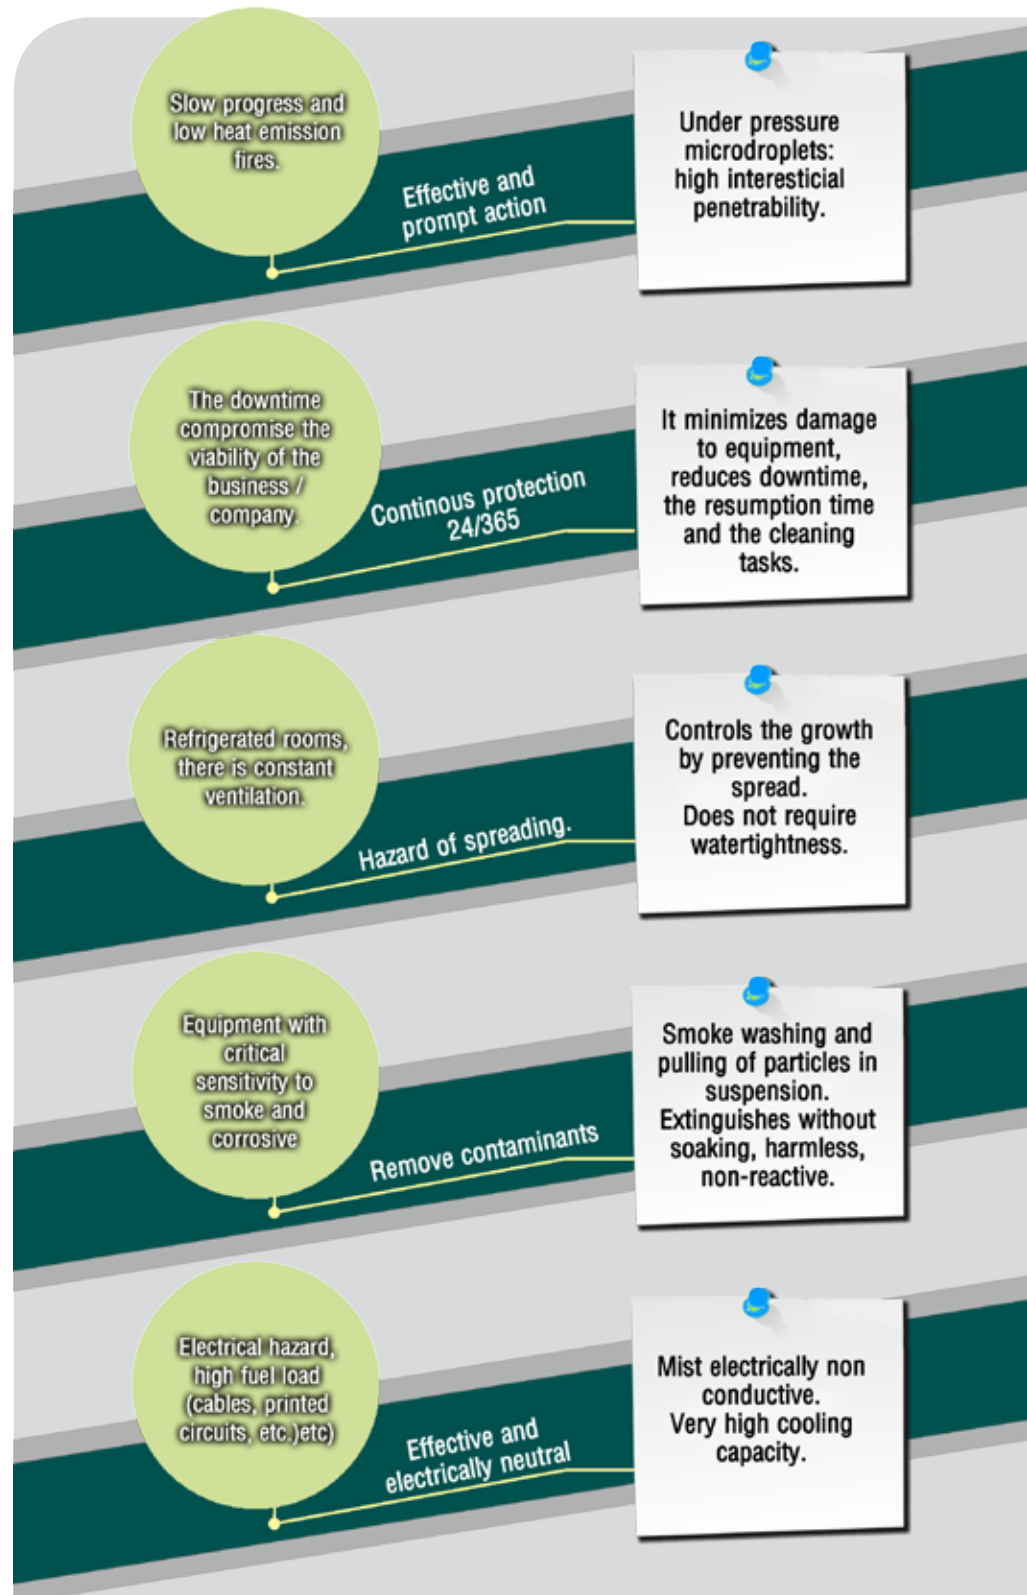 Slow progress and
low heat emission
fires.
Effective and
prompt action
Under pressure
microdroplets:
high interesticial
penetrability.
The downtime
compromise the
viability of the
business /
company.
Continous protection
24/365
It minimizes damage
to equipment,
reduces downtime,
the resumption time
and the cleaning
tasks.
Refrigerated rooms,
there is constant
ventilation.
Hazard of spreading.
Controls the growth
by preventing the
spread.
Does not require
watertightness.
Equipment with
critical
sensitivity to
smoke and
corrosive
Remove contaminants
Smoke washing and
pulling of particles in
suspension.
Extinguishes without
soaking, harmless,
non-reactive.
Electrical hazard,
high fuel load
(cables, printed
circuits, etc.)etc)
Effective and
electrically neutral
Mist electrically non
conductive.
Very high cooling
capacity.